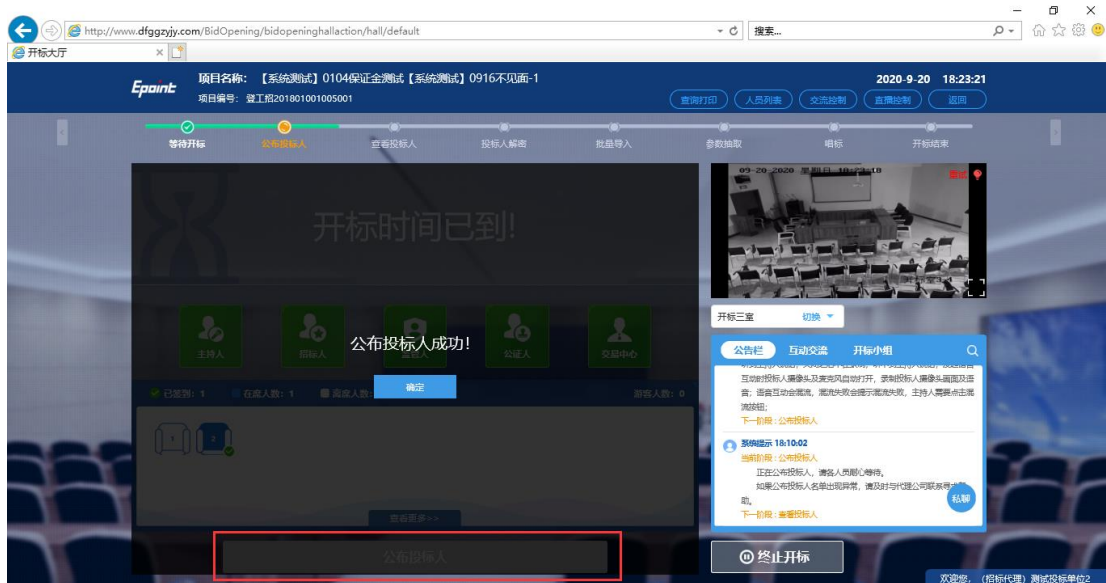 http://www.dfggzyjy.com/BidOpening/bidopeninghallaction/hall/default
搜索...
开标大厅
Epoint
项目名称: 【系统测试】0104保证金测试【系统测试】0916不见面-1
项目编号: 登工招201801001005001
2020-9-20 18:23:21
查询打印
人员列表
交流控制
直播控制
返回
等待开标
公布投标人
查看投标人
投标人解密
批量导入
参数抽取
唱标
开标结束
开标时间已到!
主持人
招标人
公证人
交易中心
公布投标人成功!
确定
已签到: 1
在席人数: 1
离席人数:
游客人数: 0
1
2
查看更多>>
公布投标人
09-20-2020 星期日 18:23:18
开标三室
切换
公告栏
互动交流
开标小组
互动时投标人摄像头及麦克风自动打开, 录制投标人摄像头画面及语
音; 语音互动会混流, 混流失败会提示混流失败, 主持人需要点击混
流按钮;
下一阶段 : 公布投标人
系统提示 18:10:02
当前阶段 : 公布投标人
正在公布投标人, 请各人员耐心等待。
如果公布投标人名单出现异常, 请及时与代理公司联系寻求
助。
下一阶段 : 查看投标人
私聊
终止开标
欢迎您, (招标代理) 测试投标单位2